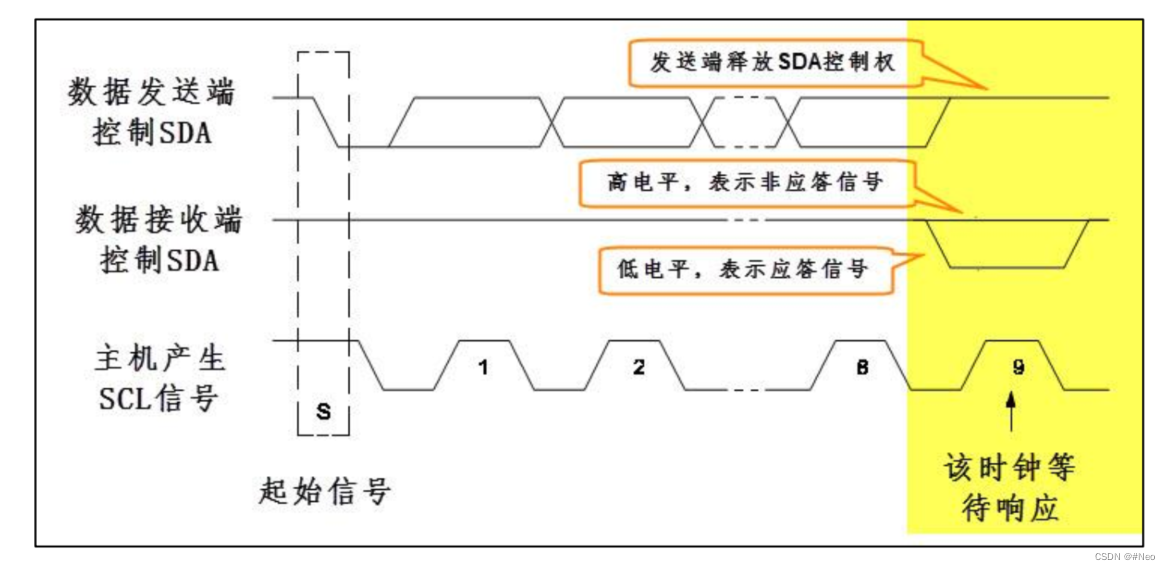 发送端释放SDA控制权
数据发送端
控制SDA
高电平，表示非应答信号
数据接收端
控制SDA
低电平，表示应答信号
主机产生
SCL信号
1
2
8
9
S
起始信号
该时钟等
待响应
CSDN @#Neo